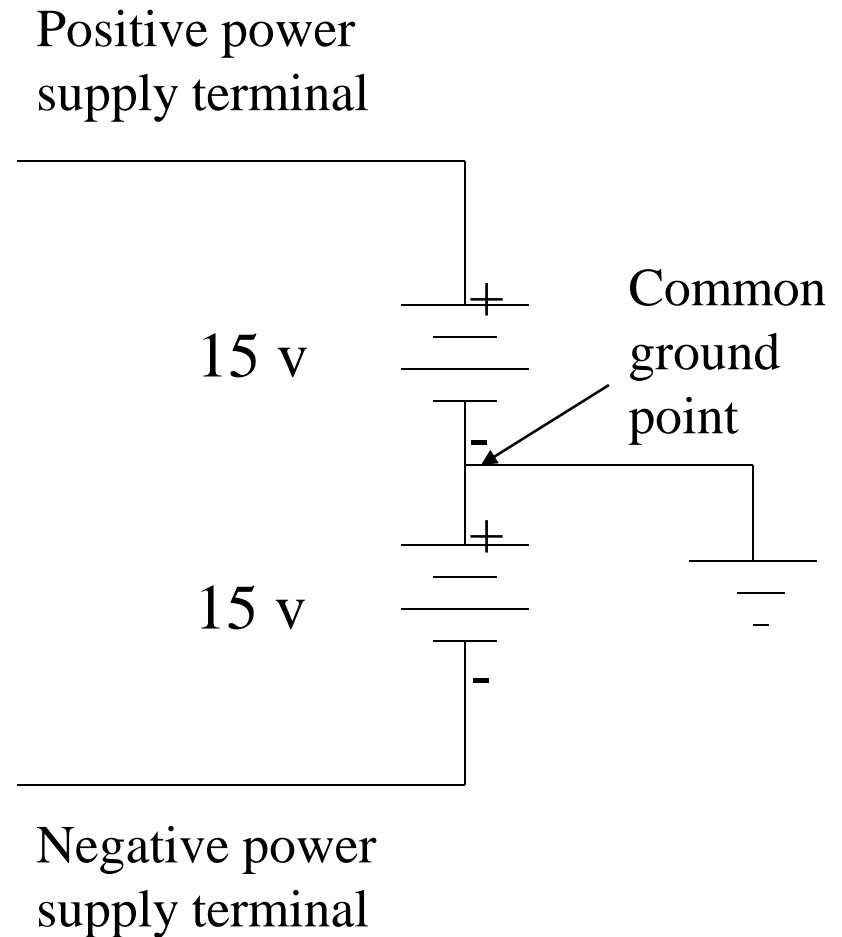 Positive power
supply terminal
+
Common
15 v
ground
point
-
+
15 v
-
Negative power
supply terminal